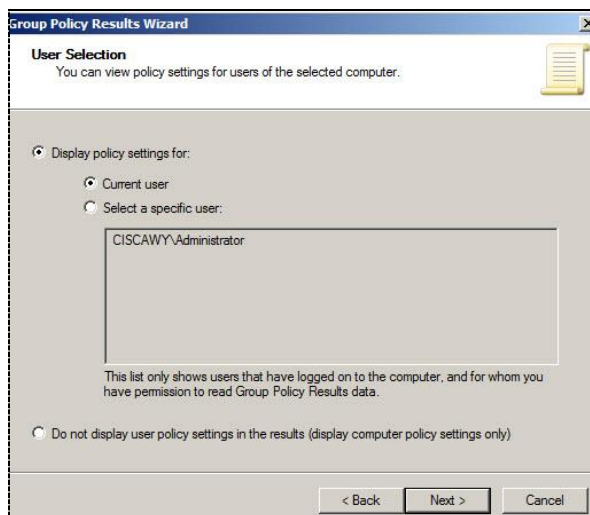 Group Policy Results Wizard
User Selection
You can view policy settings for users of the selected computer.
Display policy settings for:
Current user
Select a specific user:
CISCAWY\Administrator
This list only shows users that have logged on to the computer, and for whom you
have permission to read Group Policy Results data.
Do not display user policy settings in the results (display computer policy settings only)
< Back Next > Cancel